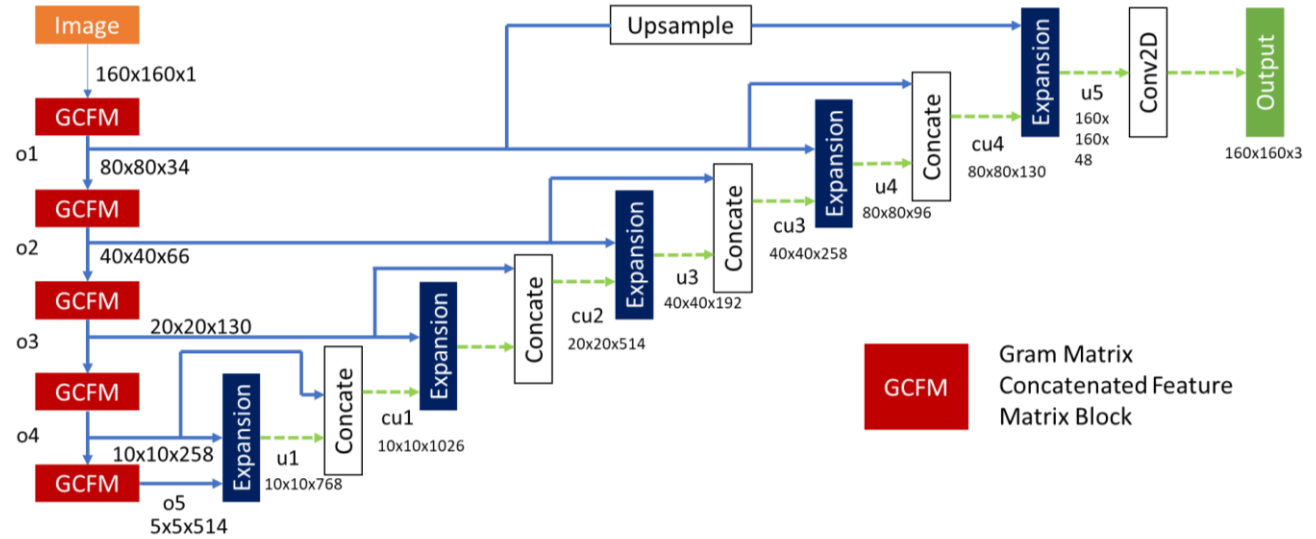 Image
160x160x1
GCFM
o1
80x80x34
GCFM
o2
40x40x66
GCFM
o3
20x20x130
GCFM
o4
10x10x258
GCFM
o5
5x5x514
Expansion
u1
10x10x768
Concate
cu1
10x10x1026
Expansion
Concate
cu2
20x20x514
Expansion
u3
40x40x192
Concate
cu3
40x40x258
Expansion
u4
80x80x96
Concate
cu4
80x80x130
Upsample
Expansion
u5
160x
160x
48
Conv2D
Output
160x160x3
GCFM
Gram Matrix
Concatenated Feature
Matrix Block